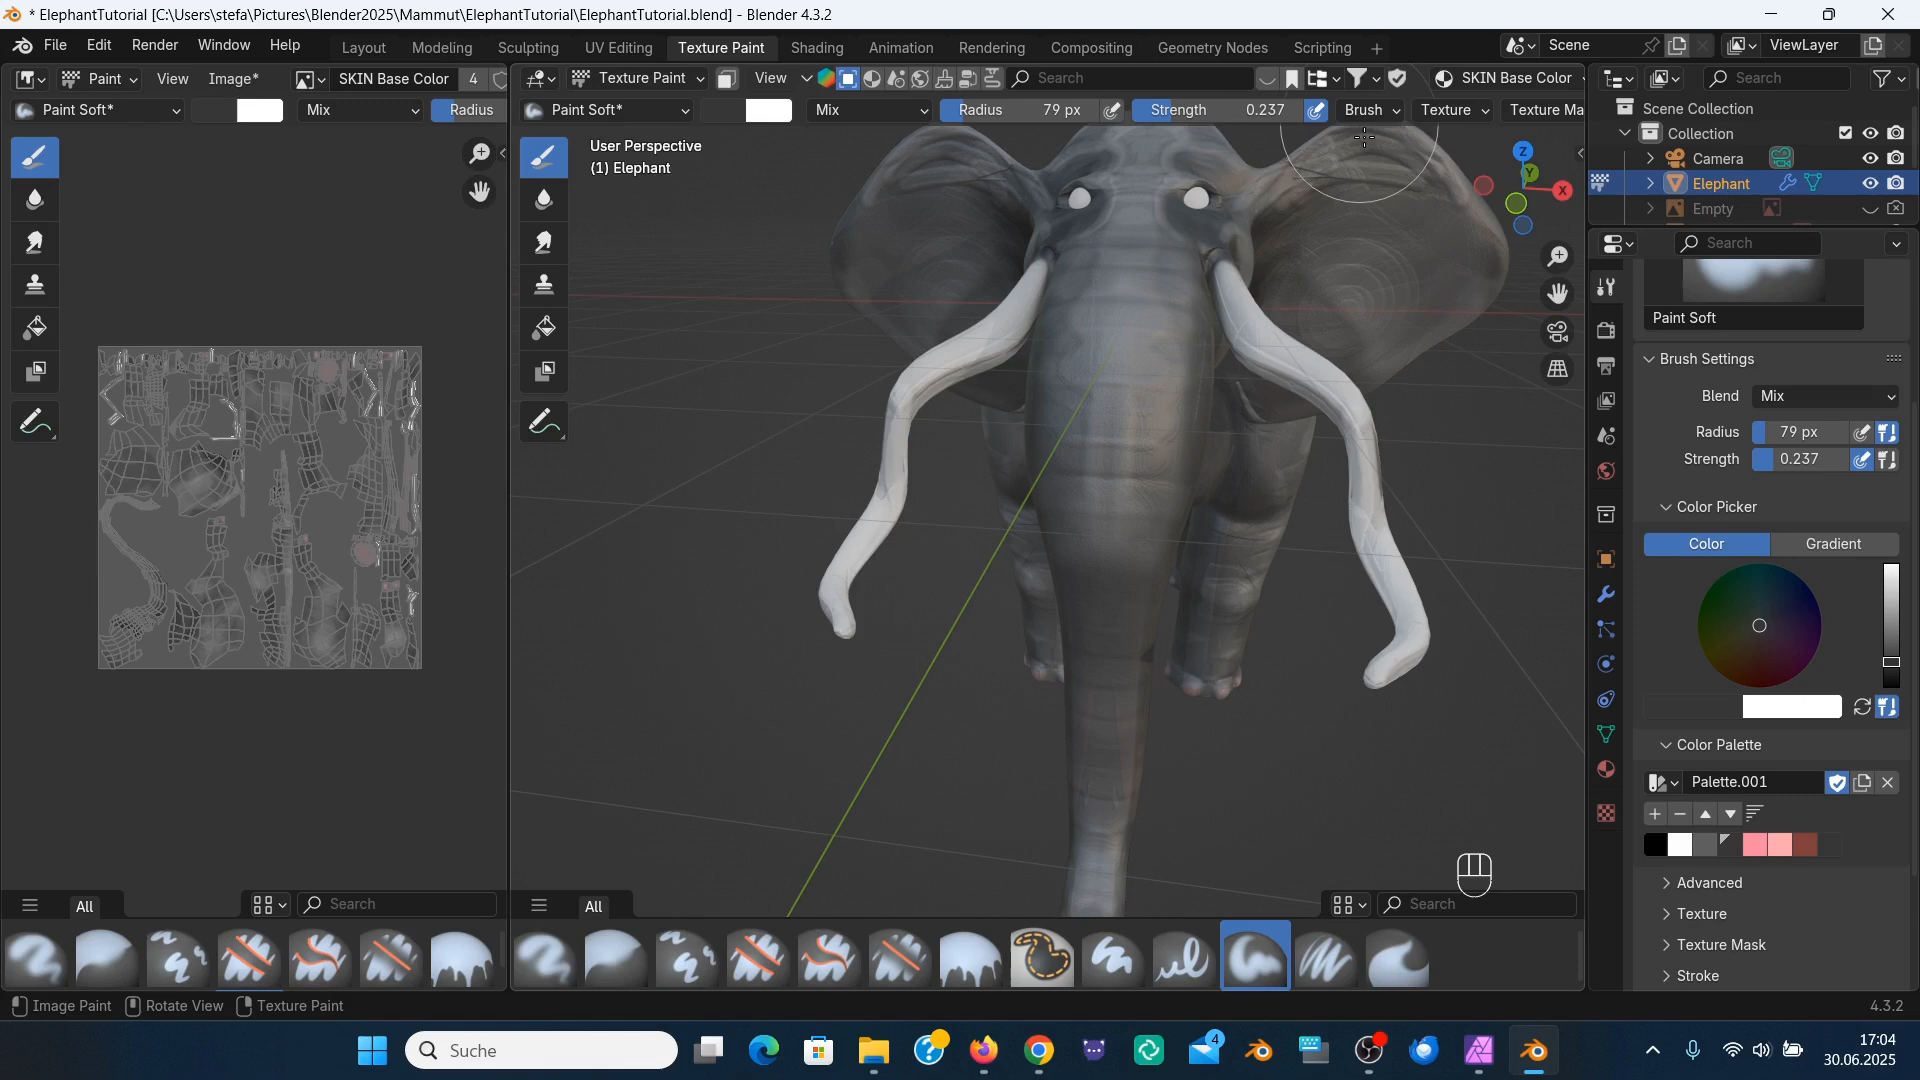 * ElephantTutorial [C:\Users\stefa\Pictures\Blender2025\Mammut\ElephantTutorial\ElephantTutorial.blend] - Blender 4.3.2
File Edit Render Window Help Layout Modeling Sculpting UV Editing Texture Paint Shading Animation Rendering Compositing Geometry Nodes Scripting + Scene ViewLayer
Paint View Image* SKIN Base Color 4 Texture Paint View Search SKIN Base Color Search
Paint Soft* Mix Radius Paint Soft* Mix Radius 79 px Strength 0.237 Brush Texture Texture Ma
Scene Collection
Collection
Camera
Elephant
Empty
User Perspective
(1) Elephant
Z
Y
X
Search
Paint Soft
Brush Settings
Blend Mix
Radius 79 px
Strength 0.237
Color Picker
Color Gradient
Color Palette
Palette.001
Advanced
Texture
Texture Mask
Stroke
All Search All Search
Image Paint Rotate View Texture Paint 4.3.2
Suche 4 17:04
30.06.2025